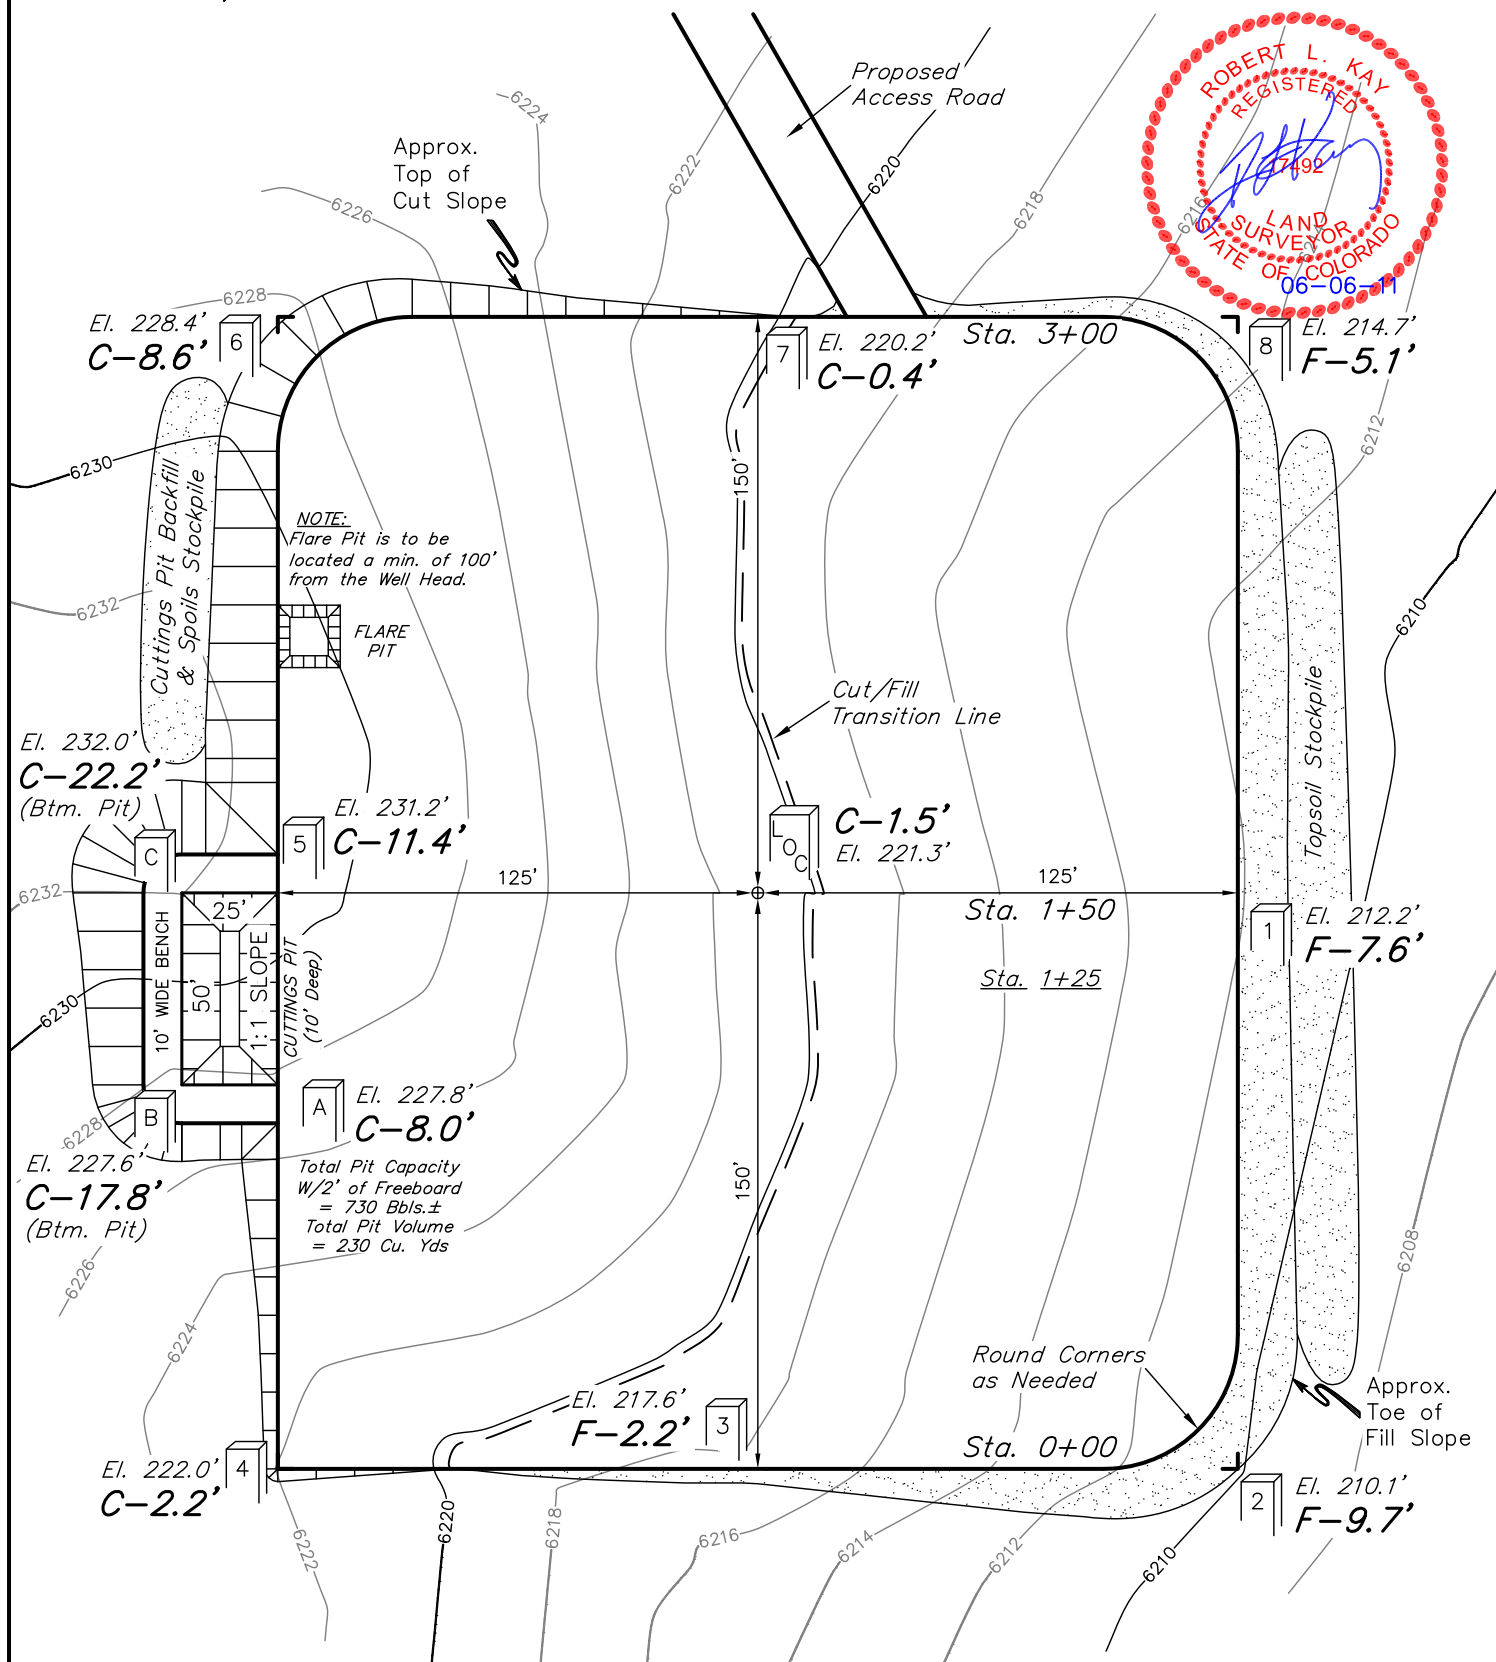 Proposed
Access Road
Approx.
Top of
Cut Slope
6224
6222
6220
6218
6216
6214
6226
6228
ROBERT L. KAY
REGISTERED
17492
LAND
SURVEYOR
STATE OF COLORADO
06-06-11
El. 228.4'
C-8.6'
6
7
El. 220.2'
C-0.4'
Sta. 3+00
8
El. 214.7'
F-5.1'
6212
6230
6232
Cuttings Pit Backfill
& Spoils Stockpile
150'
NOTE:
Flare Pit is to be
located a min. of 100'
from the Well Head.
FLARE
PIT
6210
Cut/Fill
Transition Line
Topsoil Stockpile
El. 232.0'
C-22.2'
(Btm. Pit)
C
5
El. 231.2'
C-11.4'
LOC
C-1.5'
El. 221.3'
6232
125'
125'
25'
Sta. 1+50
1
El. 212.2'
F-7.6'
10' WIDE BENCH
50'
1:1 SLOPE
CUTTINGS PIT
(10' Deep)
Sta. 1+25
6230
6228
B
A
El. 227.8'
C-8.0'
El. 227.6'
C-17.8'
(Btm. Pit)
Total Pit Capacity
W/2' of Freeboard
= 730 Bbls.±
Total Pit Volume
= 230 Cu. Yds
150'
6226
6208
6224
Round Corners
as Needed
El. 217.6'
F-2.2'
3
Sta. 0+00
Approx.
Toe of
Fill Slope
El. 222.0'
C-2.2'
4
2
El. 210.1'
F-9.7'
6222
6220
6218
6216
6214
6212
6210